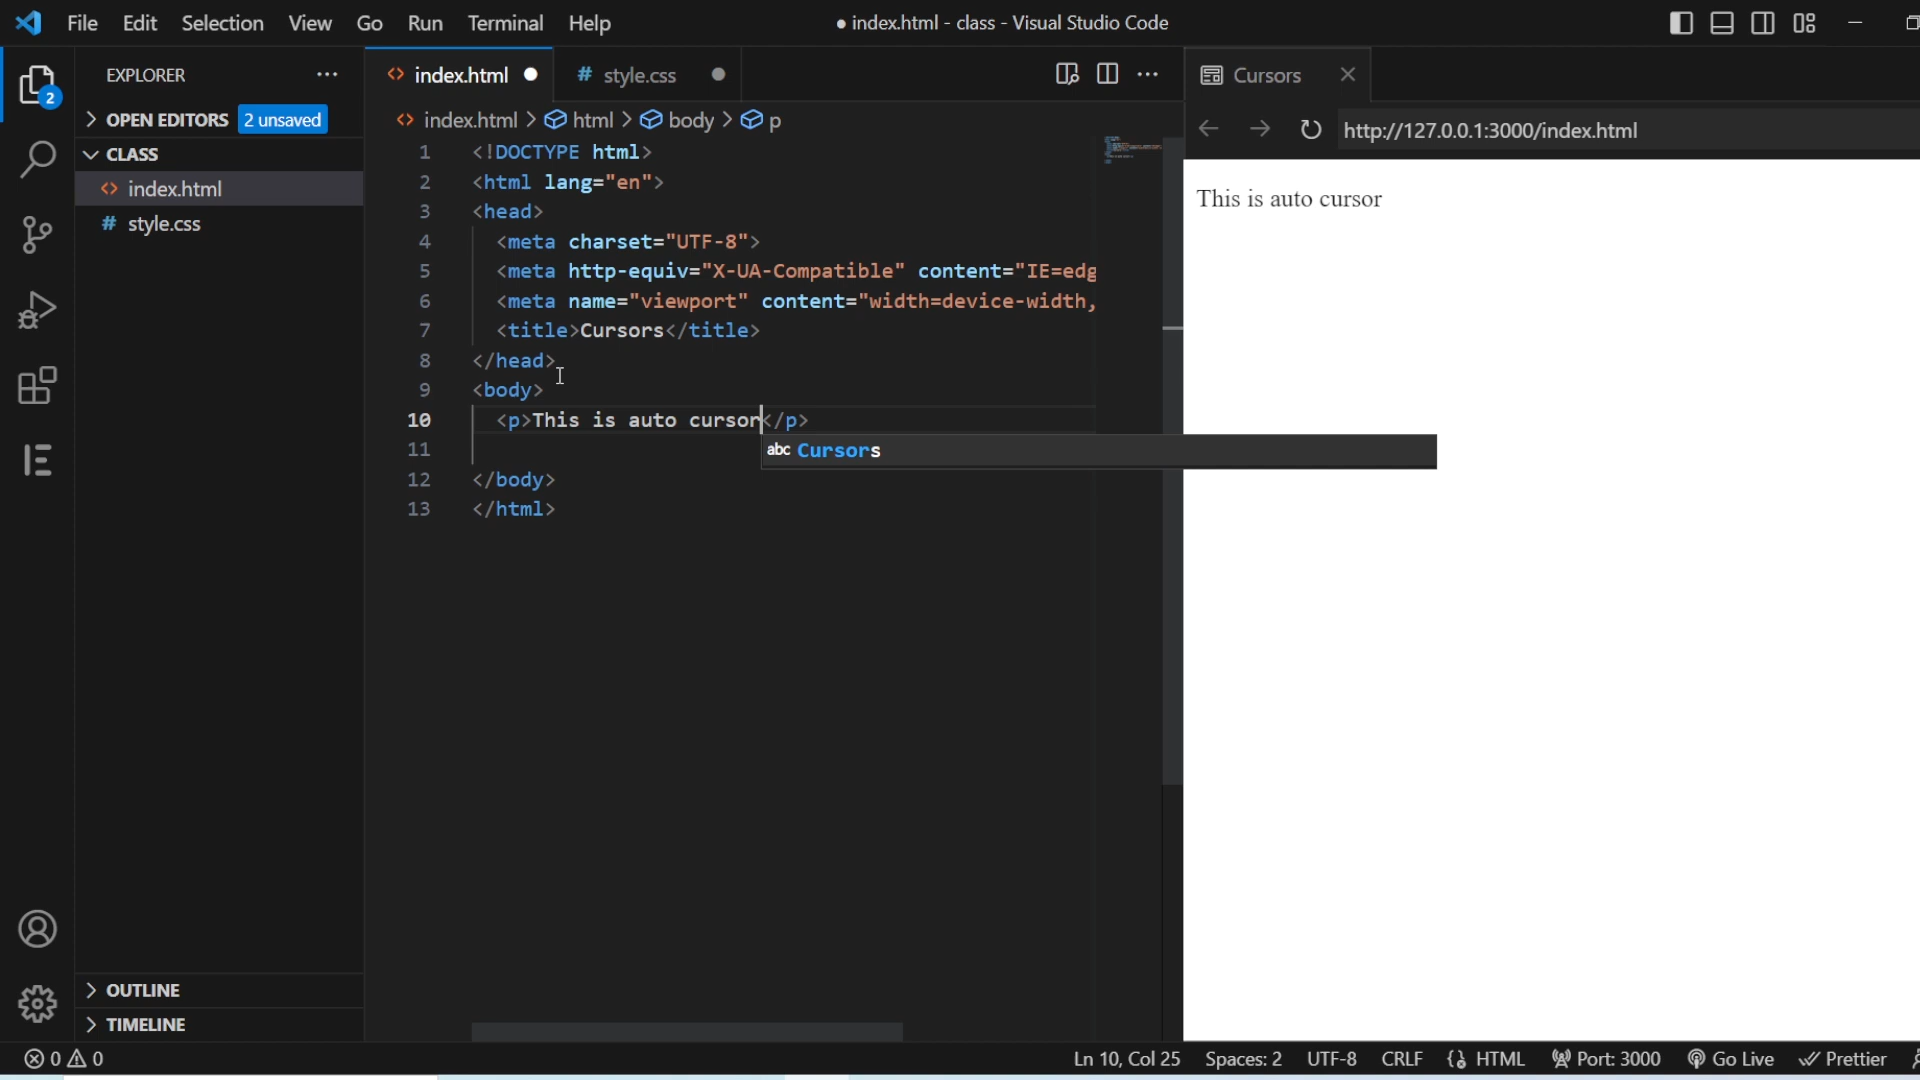 File Edit Selection View Go Run Terminal Help
● index.html - class - Visual Studio Code
2
EXPLORER
OPEN EDITORS 2 unsaved
CLASS
<> index.html
# style.css
OUTLINE
TIMELINE
<> index.html ●
# style.css ●
<> index.html > html > body > p
1 <!DOCTYPE html>
2 <html lang="en">
3 <head>
4 <meta charset="UTF-8">
5 <meta http-equiv="X-UA-Compatible" content="IE=edg
6 <meta name="viewport" content="width=device-width,
7 <title>Cursors</title>
8 </head>
9 <body>
10 <p>This is auto cursor</p>
abc Cursors
11
12 </body>
13 </html>
Cursors
http://127.0.0.1:3000/index.html
This is auto cursor
0 0
Ln 10, Col 25 Spaces: 2 UTF-8 CRLF HTML Port: 3000 Go Live Prettier